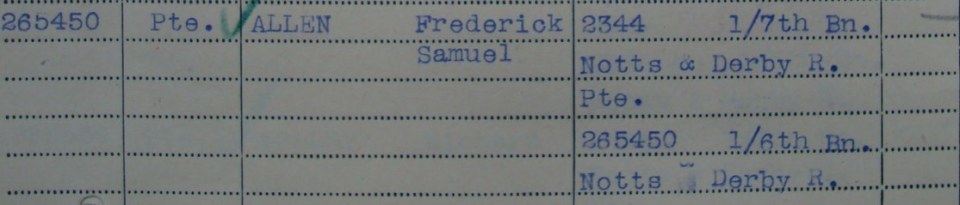 265450 Pte. ALLEN Frederick 2344 1/7th Bn.
Samuel
Notts & Derby R.
Pte.
265450 1/6th Bn.
Notts Derby R.